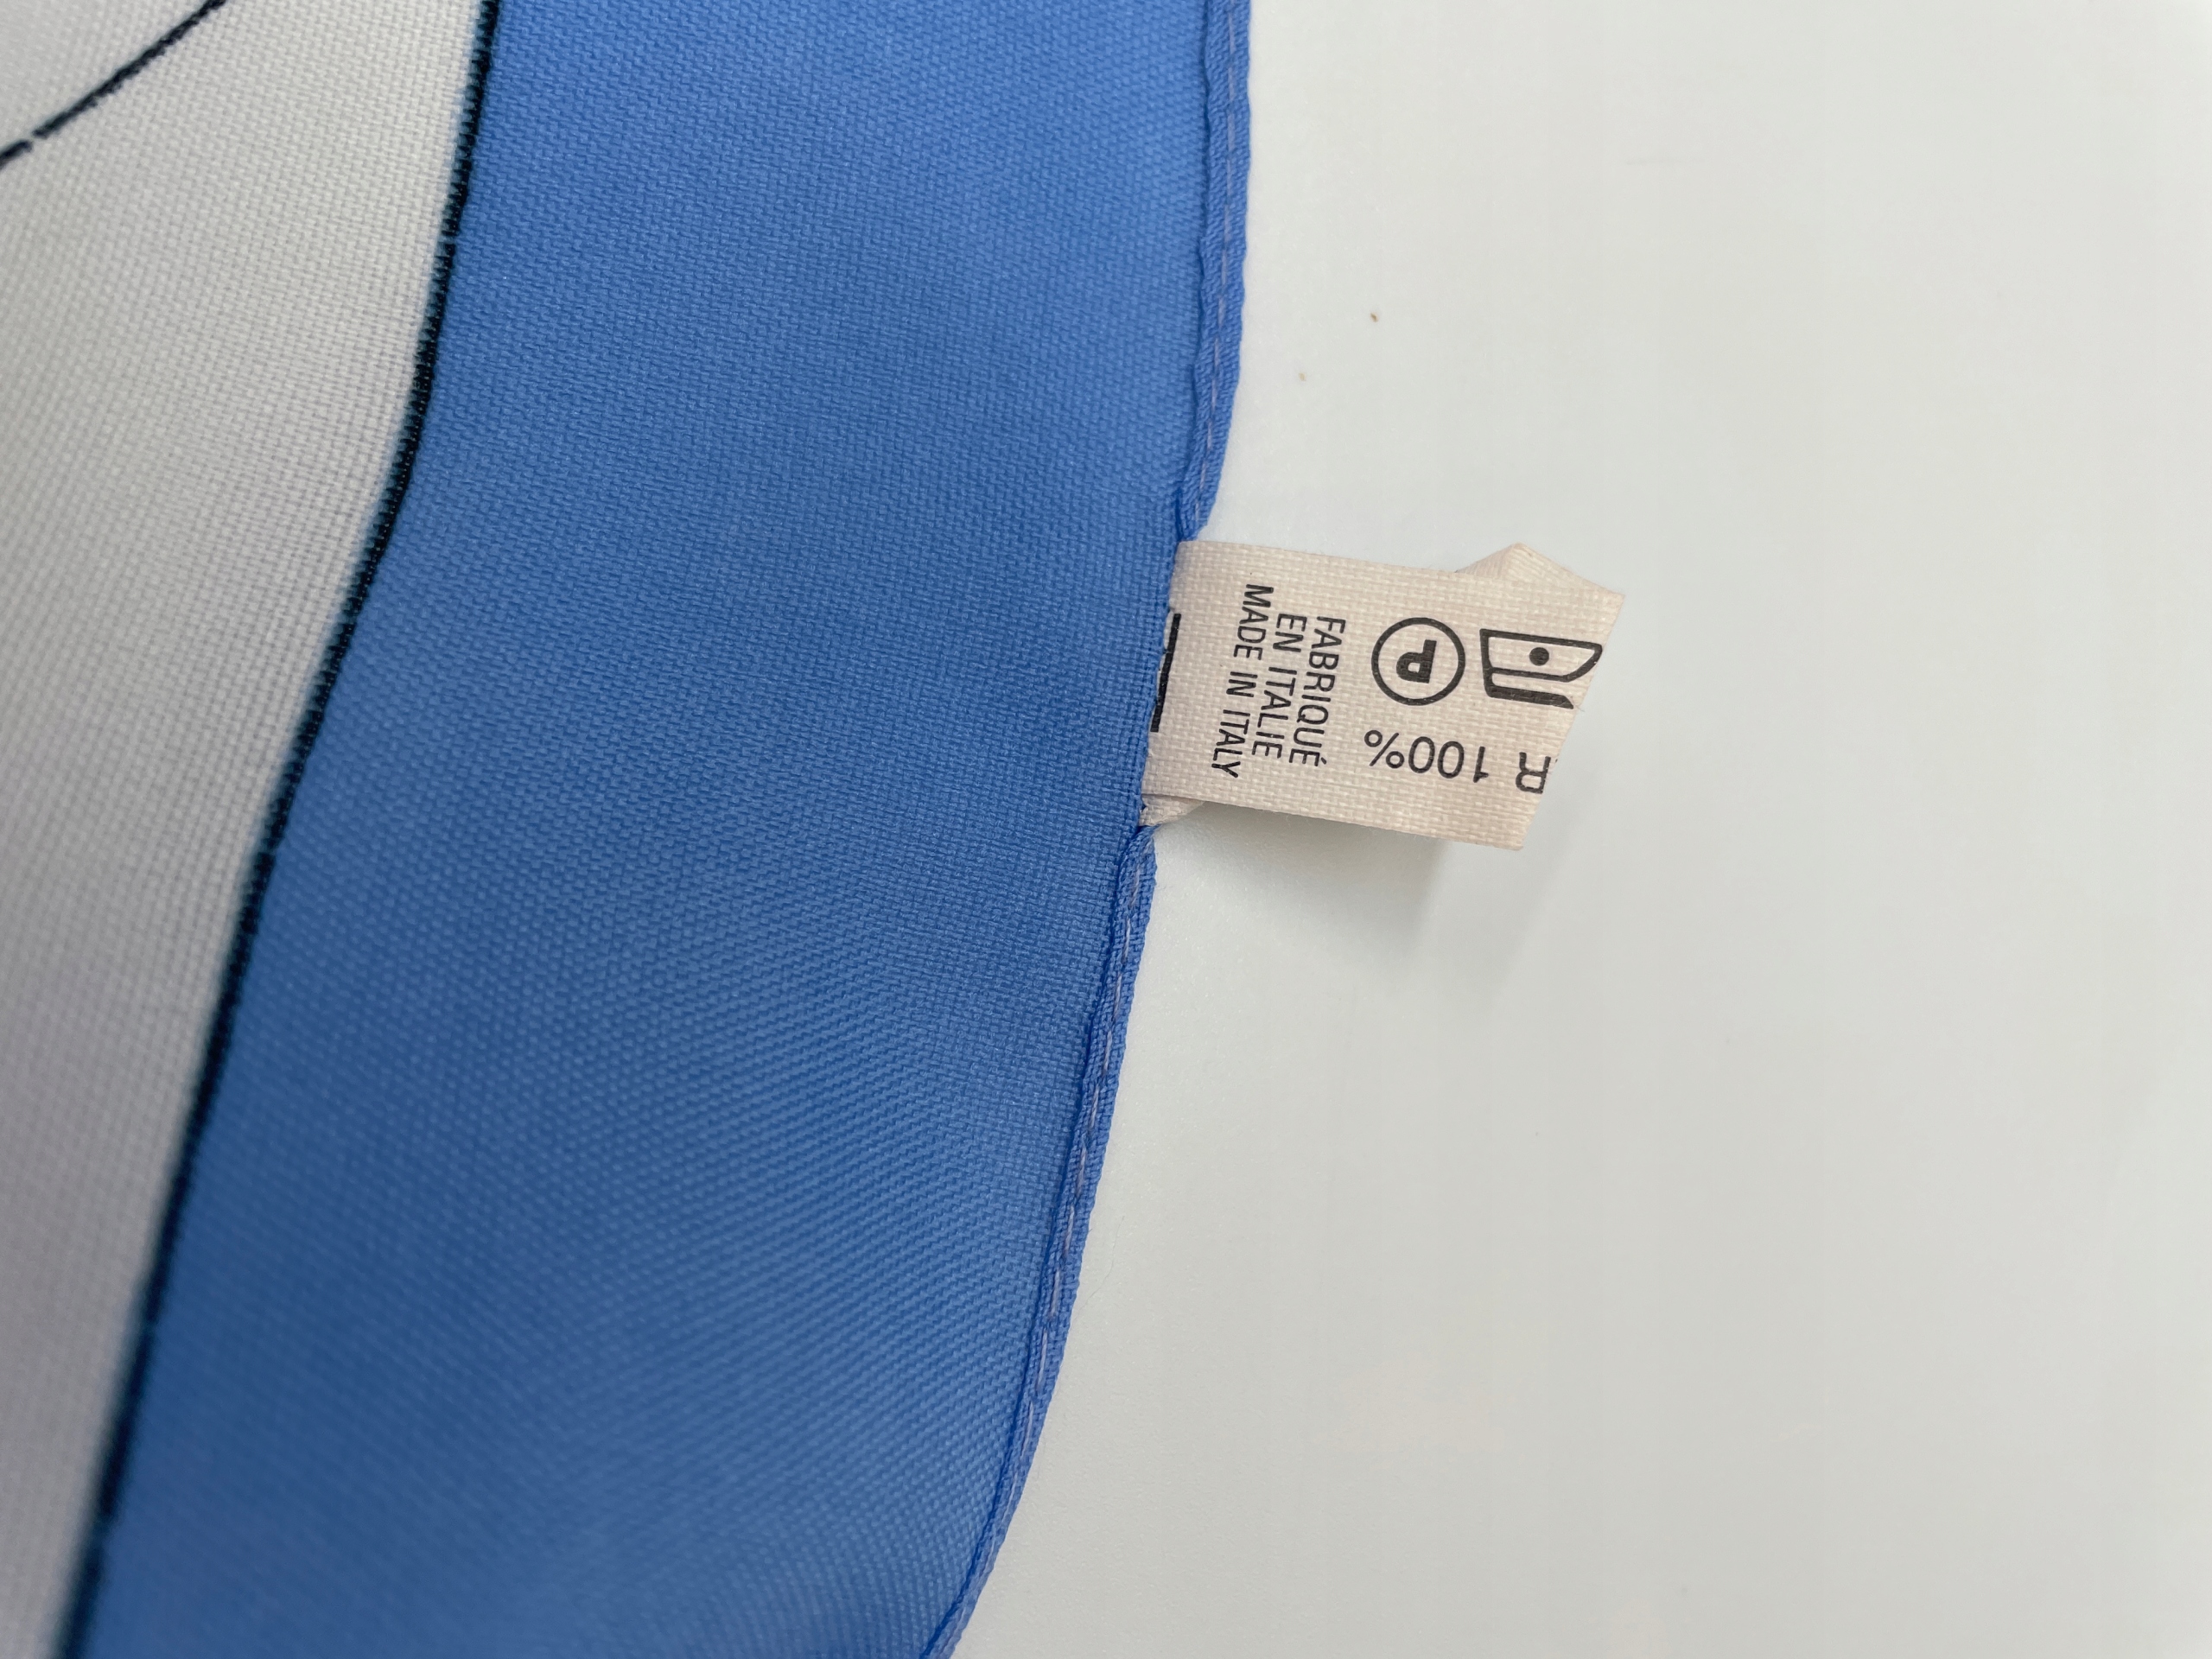 FABRIQUÉ
EN ITALIE
MADE IN ITALY
P
R 100%